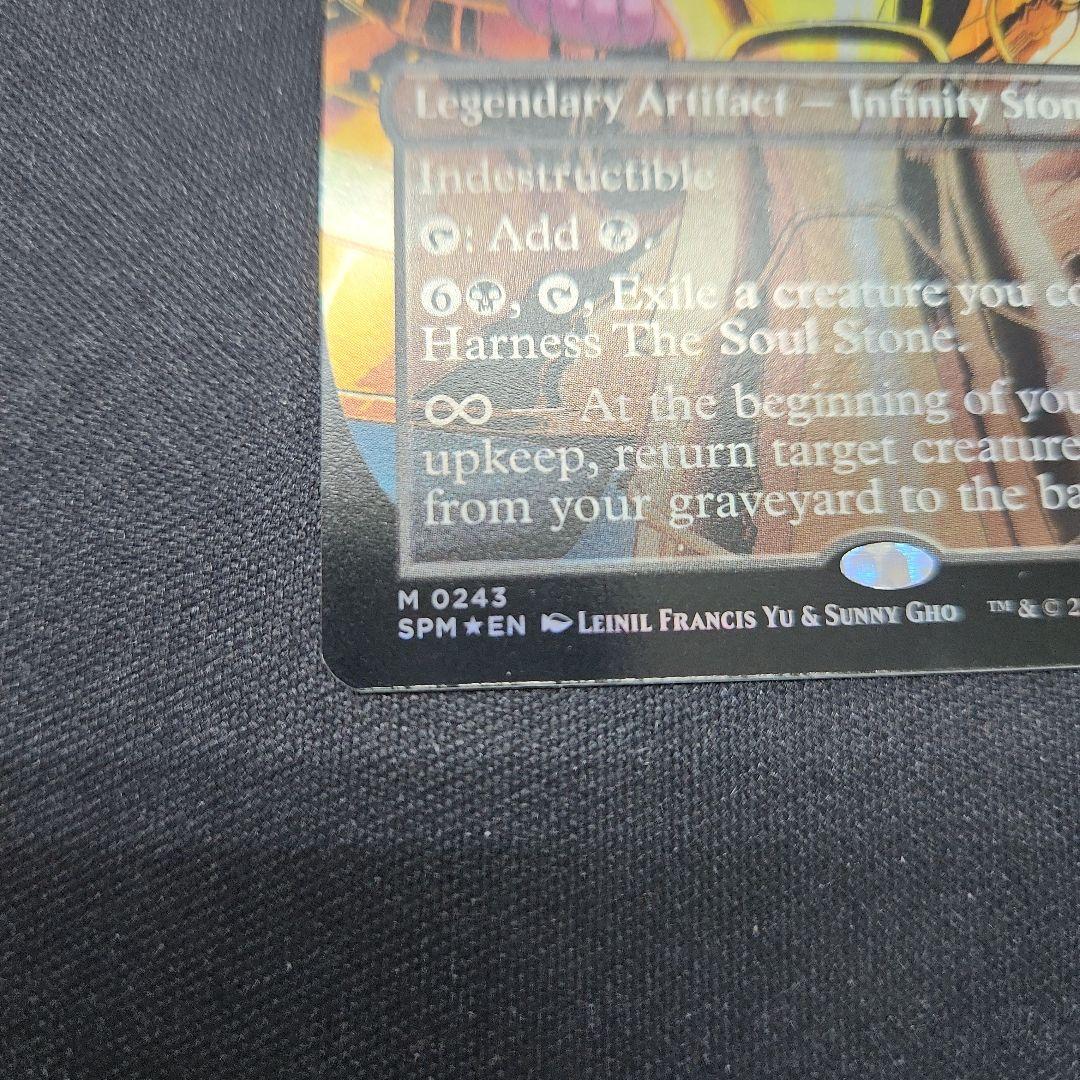 Legendary Artifact — Infinity Ston
Indestructible
: Add .
6, , Exile a creature you co
Harness The Soul Stone.
∞ — At the beginning of you
upkeep, return target creature
from your graveyard to the ba
M 0243
SPM★EN LEINIL FRANCIS YU & SUNNY GHO ™ & © 2